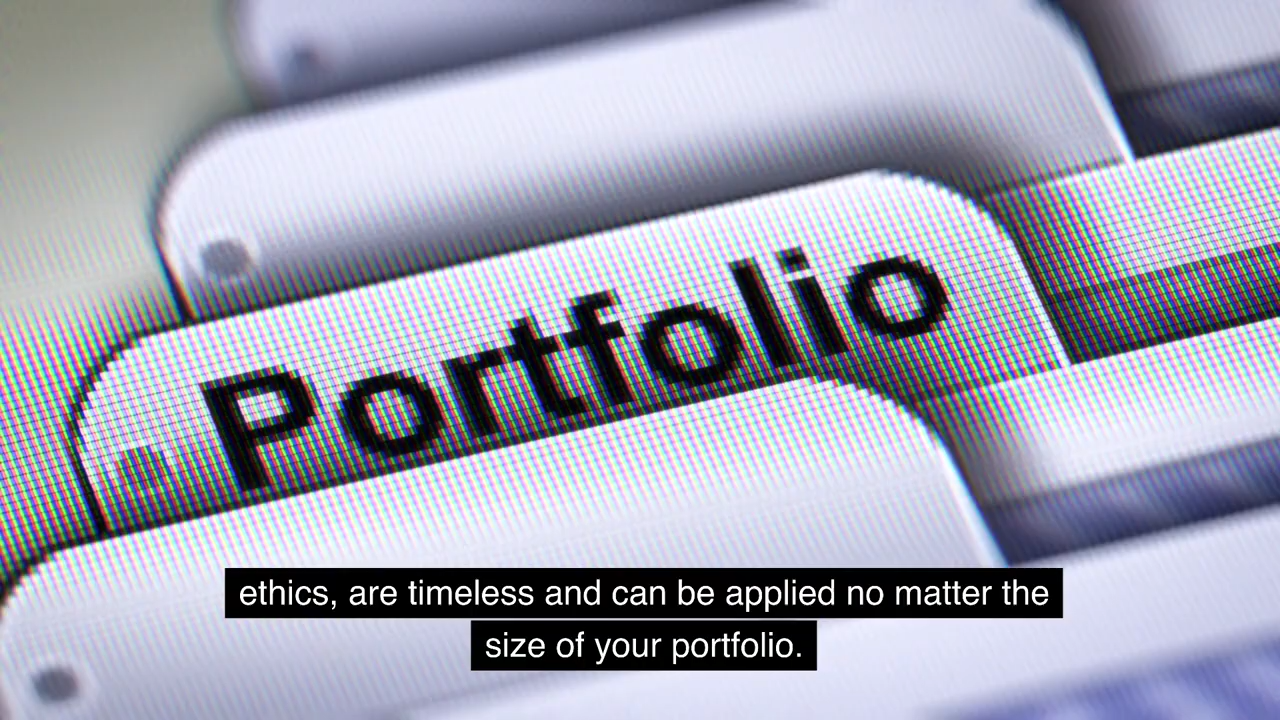 Portfolio
ethics, are timeless and can be applied no matter the
size of your portfolio.